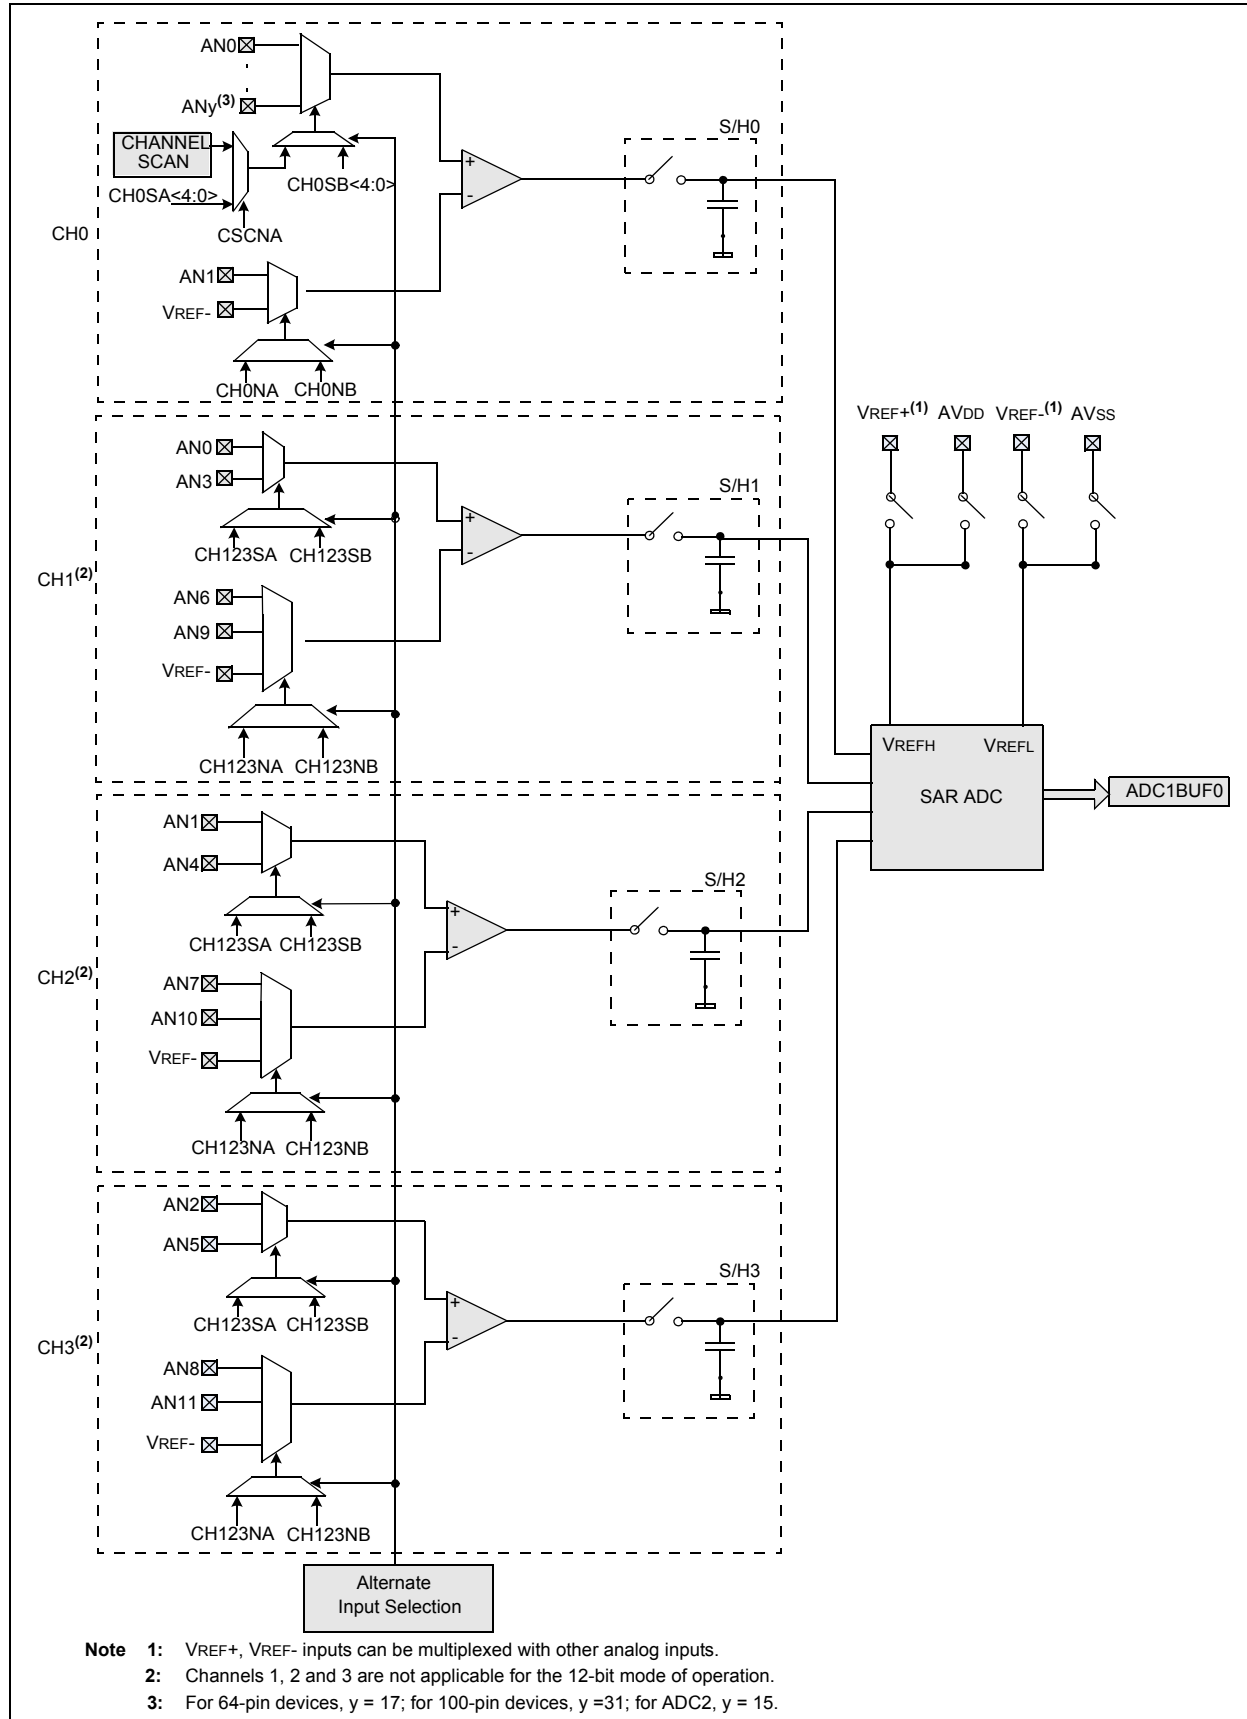 AN0
ANy(3)
CHANNEL
SCAN
CH0SA<4:0>
CH0SB<4:0>
CSCNA
CH0
+
-
S/H0
AN1
VREF-
CH0NA CH0NB
AN0
AN3
CH123SA CH123SB
CH1(2)
+
-
S/H1
AN6
AN9
VREF-
CH123NA CH123NB
VREF+(1) AVDD VREF-(1) AVSS
VREFH VREFL
SAR ADC
ADC1BUF0
AN1
AN4
CH123SA CH123SB
CH2(2)
+
-
S/H2
AN7
AN10
VREF-
CH123NA CH123NB
AN2
AN5
CH123SA CH123SB
CH3(2)
+
-
S/H3
AN8
AN11
VREF-
CH123NA CH123NB
Alternate
Input Selection
Note 1: VREF+, VREF- inputs can be multiplexed with other analog inputs.
2: Channels 1, 2 and 3 are not applicable for the 12-bit mode of operation.
3: For 64-pin devices, y = 17; for 100-pin devices, y =31; for ADC2, y = 15.